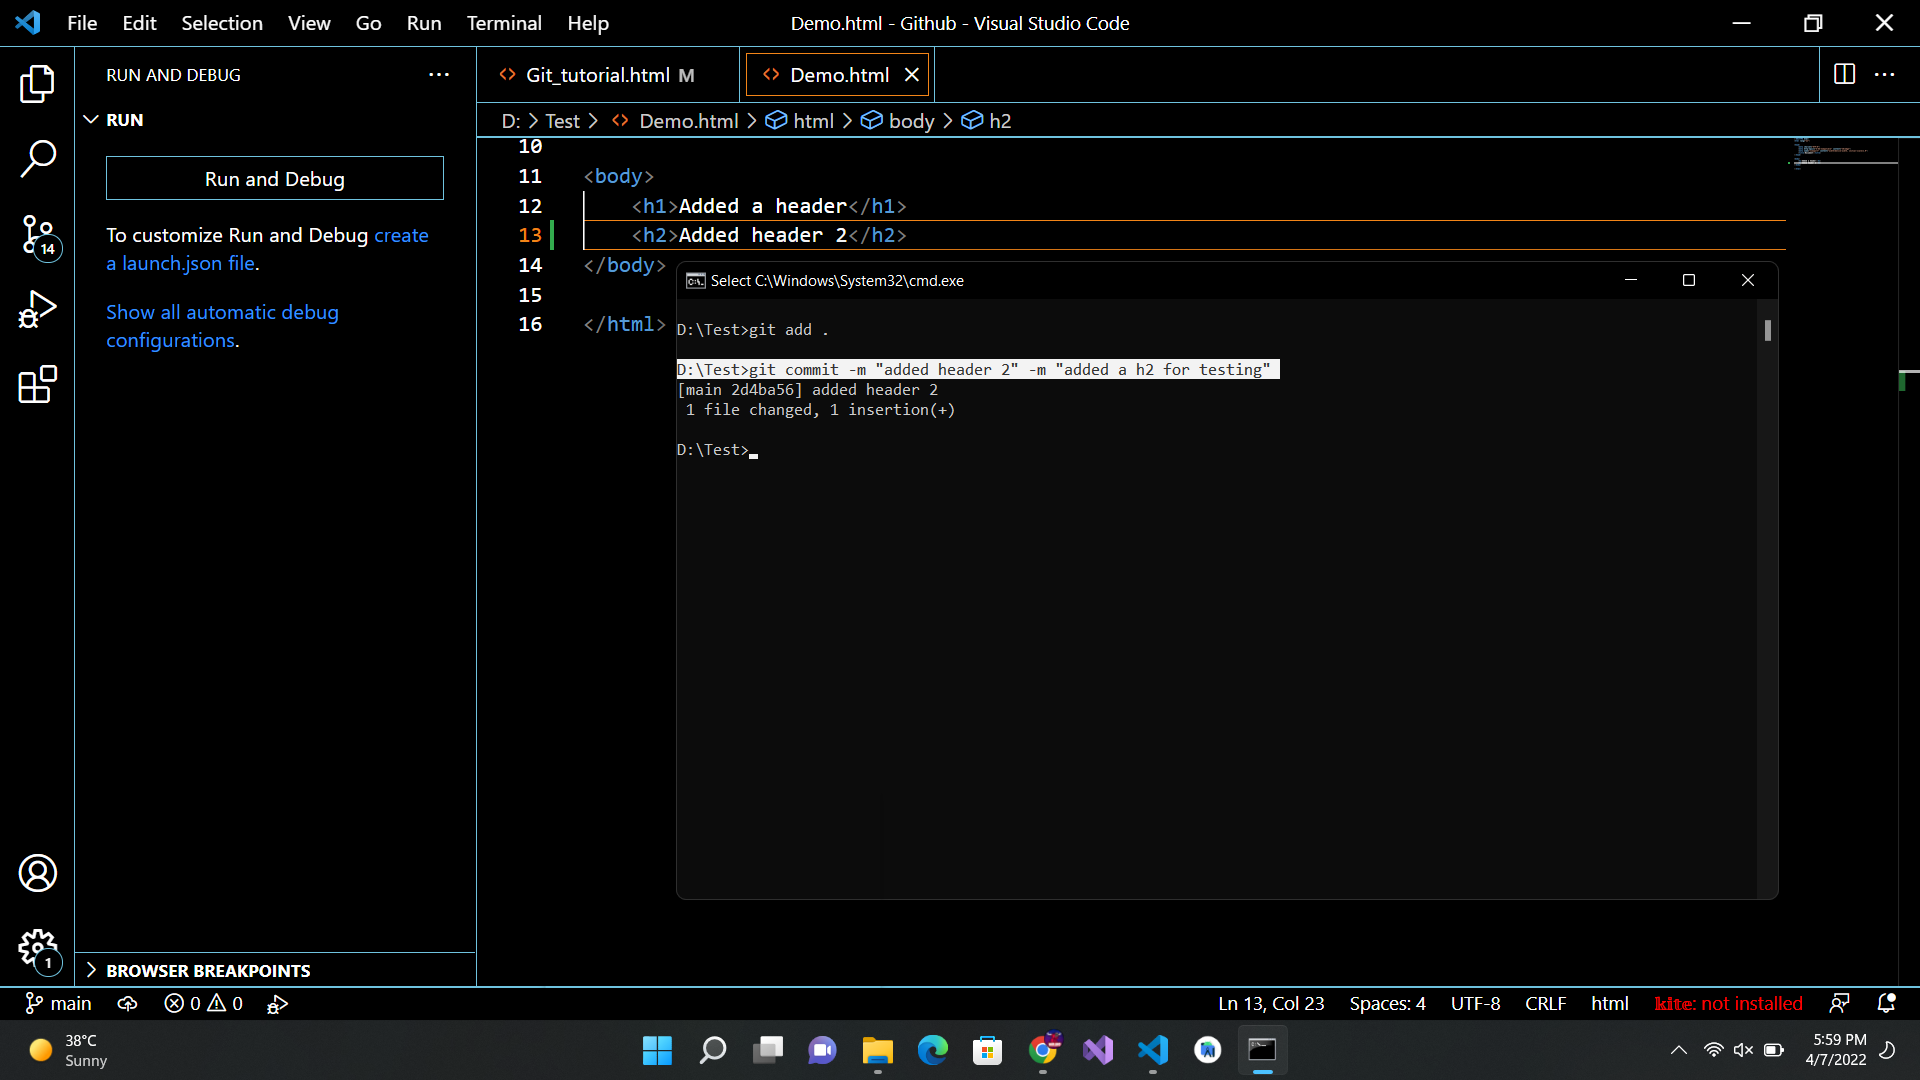 File Edit Selection View Go Run Terminal Help
Demo.html - Github - Visual Studio Code
RUN AND DEBUG
RUN
Run and Debug
To customize Run and Debug create
a launch.json file.
Show all automatic debug
configurations.
14
1
BROWSER BREAKPOINTS
Git_tutorial.html M
Demo.html
D: > Test > Demo.html > html > body > h2
10
11 <body>
12 <h1>Added a header</h1>
13 <h2>Added header 2</h2>
14 </body>
15
16 </html>
Select C:\Windows\System32\cmd.exe
D:\Test>git add .
D:\Test>git commit -m "added header 2" -m "added a h2 for testing"
[main 2d4ba56] added header 2
1 file changed, 1 insertion(+)
D:\Test>
main 0 0 Ln 13, Col 23 Spaces: 4 UTF-8 CRLF html kite: not installed
38°C
Sunny
5:59 PM
4/7/2022